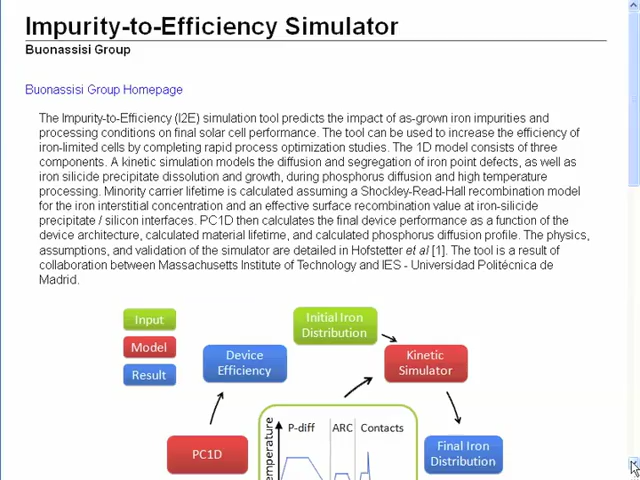 Impurity-to-Efficiency Simulator
Buonassisi Group
Buonassisi Group Homepage
The Impurity-to-Efficiency (I2E) simulation tool predicts the impact of as-grown iron impurities and
processing conditions on final solar cell performance. The tool can be used to increase the efficiency of
iron-limited cells by completing rapid process optimization studies. The 1D model consists of three
components. A kinetic simulation models the diffusion and segregation of iron point defects, as well as
iron silicide precipitate dissolution and growth, during phosphorus diffusion and high temperature
processing. Minority carrier lifetime is calculated assuming a Shockley-Read-Hall recombination model
for the iron interstitial concentration and an effective surface recombination value at iron-silicide
precipitate / silicon interfaces. PC1D then calculates the final device performance as a function of the
device architecture, calculated material lifetime, and calculated phosphorus diffusion profile. The physics,
assumptions, and validation of the simulator are detailed in Hofstetter et al [1]. The tool is a result of
collaboration between Massachusetts Institute of Technology and IES - Universidad Politécnica de
Madrid.
Input
Model
Result
Initial Iron
Distribution
Device
Efficiency
Kinetic
Simulator
P-diff ARC Contacts
PC1D
Final Iron
Distribution